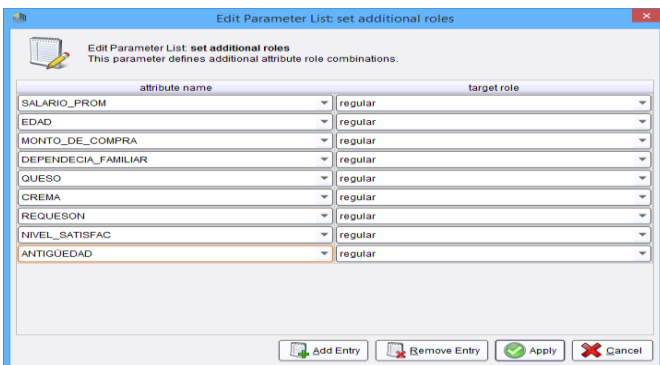 Edit Parameter List: set additional roles
Edit Parameter List: set additional roles
This parameter defines additional attribute role combinations.
attribute name target role
SALARIO_PROM regular
EDAD regular
MONTO_DE_COMPRA regular
DEPENDECIA_FAMILIAR regular
QUESO regular
CREMA regular
REQUESON regular
NIVEL_SATISFAC regular
ANTIGÜEDAD regular
Add Entry Remove Entry Apply Cancel